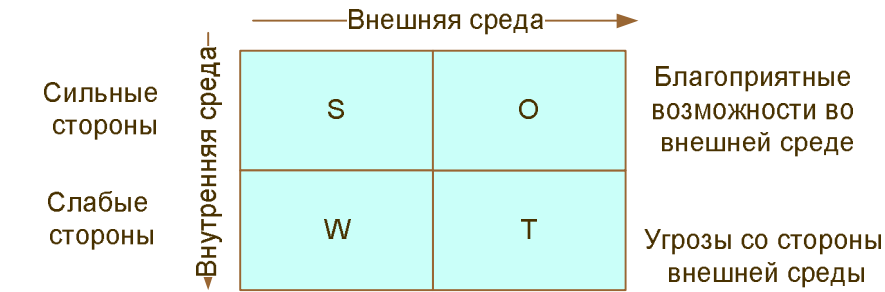 Внешняя среда
Внутренняя среда
Сильные
стороны
S
O
Благоприятные
возможности во
внешней среде
Слабые
стороны
W
T
Угрозы со стороны
внешней среды